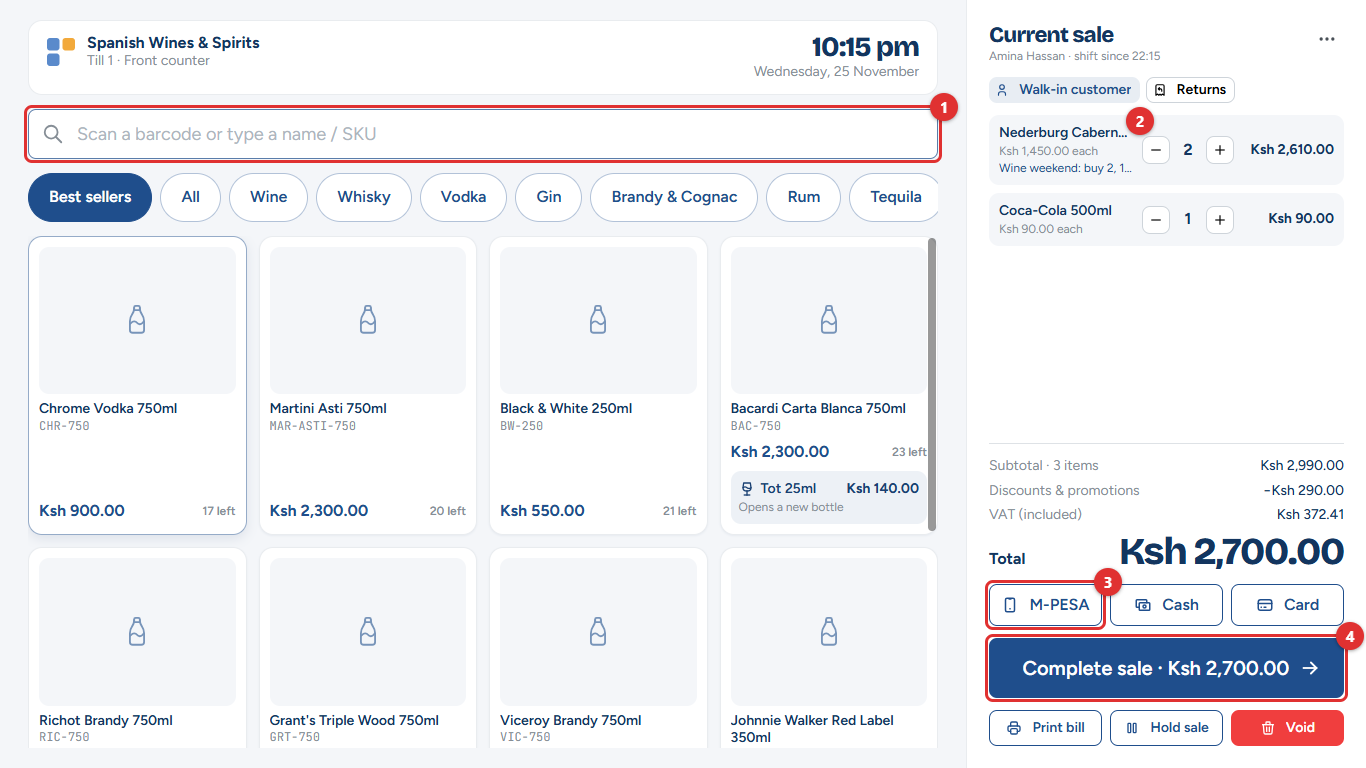 Spanish Wines & Spirits
Till 1 · Front counter
10:15 pm
Wednesday, 25 November
1
Scan a barcode or type a name / SKU
Best sellers
All
Wine
Whisky
Vodka
Gin
Brandy & Cognac
Rum
Tequila
Chrome Vodka 750ml
CHR-750
Ksh 900.00
17 left
Martini Asti 750ml
MAR-ASTI-750
Ksh 2,300.00
20 left
Black & White 250ml
BW-250
Ksh 550.00
21 left
Bacardi Carta Blanca 750ml
BAC-750
Ksh 2,300.00
23 left
Tot 25ml
Ksh 140.00
Opens a new bottle
Richot Brandy 750ml
RIC-750
Grant's Triple Wood 750ml
GRT-750
Viceroy Brandy 750ml
VIC-750
Johnnie Walker Red Label
350ml
Current sale
Amina Hassan · shift since 22:15
Walk-in customer
Returns
2
Nederburg Cabern...
Ksh 1,450.00 each
Wine weekend: buy 2, 1...
− 2 +
Ksh 2,610.00
Coca-Cola 500ml
Ksh 90.00 each
− 1 +
Ksh 90.00
Subtotal · 3 items
Ksh 2,990.00
Discounts & promotions
-Ksh 290.00
VAT (included)
Ksh 372.41
Total
Ksh 2,700.00
3
M-PESA
Cash
Card
4
Complete sale · Ksh 2,700.00 →
Print bill
Hold sale
Void